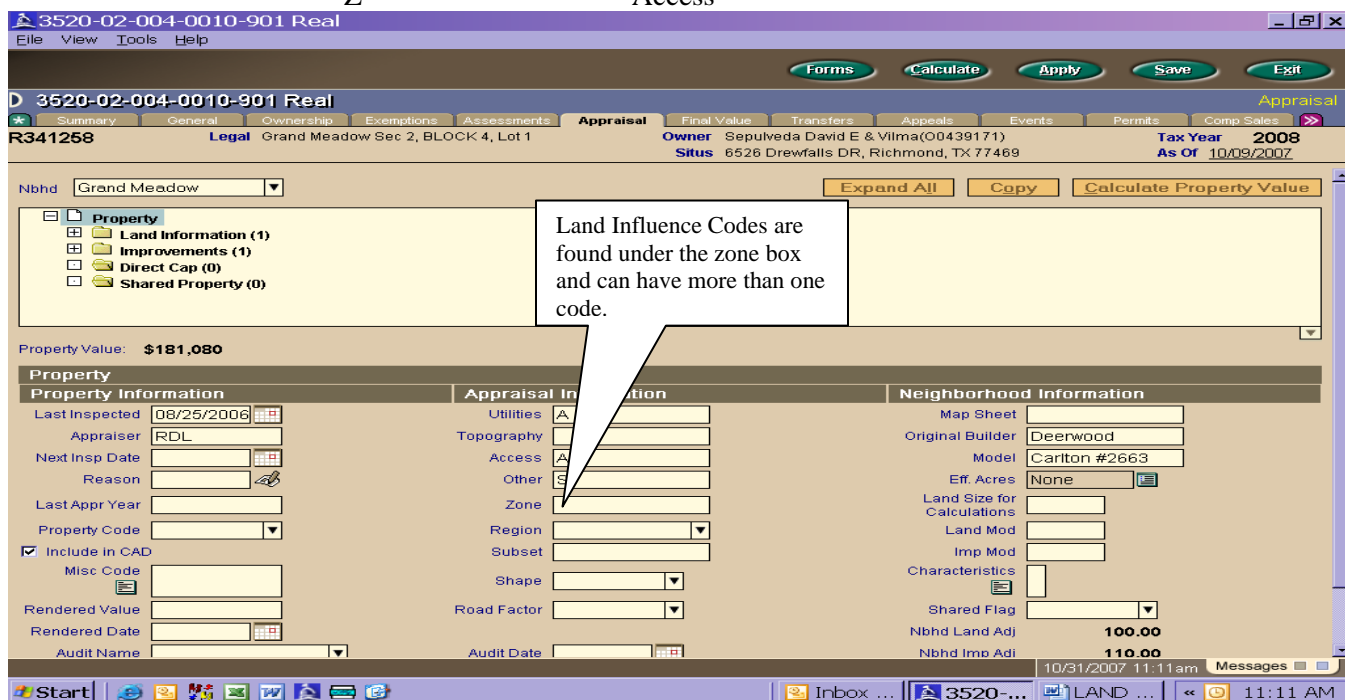 Z Access
3520-02-004-0010-901 Real
File View Tools Help
Forms Calculate Apply Save Exit
3520-02-004-0010-901 Real Appraisal
Summary General Ownership Exemptions Assessments Appraisal Final Value Transfers Appeals Events Permits Comp Sales
R341258 Legal Grand Meadow Sec 2, BLOCK 4, Lot 1 Owner Sepulveda David E & Vilma(O0439171) Tax Year 2008
Situs 6526 Drewfalls DR, Richmond, TX 77469 As Of 10/09/2007
Nbhd Grand Meadow Expand All Copy Calculate Property Value
Property
Land Information (1)
Improvements (1)
Direct Cap (0)
Shared Property (0)
Land Influence Codes are
found under the zone box
and can have more than one
code.
Property Value: $181,080
Property
Property Information Appraisal Neighborhood Information
Last Inspected 08/25/2006 Utilities A Map Sheet
Appraiser RDL Topography Original Builder Deerwood
Next Insp Date Access A Model Carlton #2663
Reason Other S Eff. Acres None
Last Appr Year Zone Land Size for
Calculations
Property Code Region Land Mod
Include in CAD Subset Imp Mod
Misc Code Shape Characteristics
Rendered Value Road Factor Shared Flag
Rendered Date Nbhd Land Adj 100.00
Audit Name Audit Date Nbhd Imp Adj 110.00
10/31/2007 11:11am Messages
Start Inbox ... 3520-... LAND ... « 11:11 AM